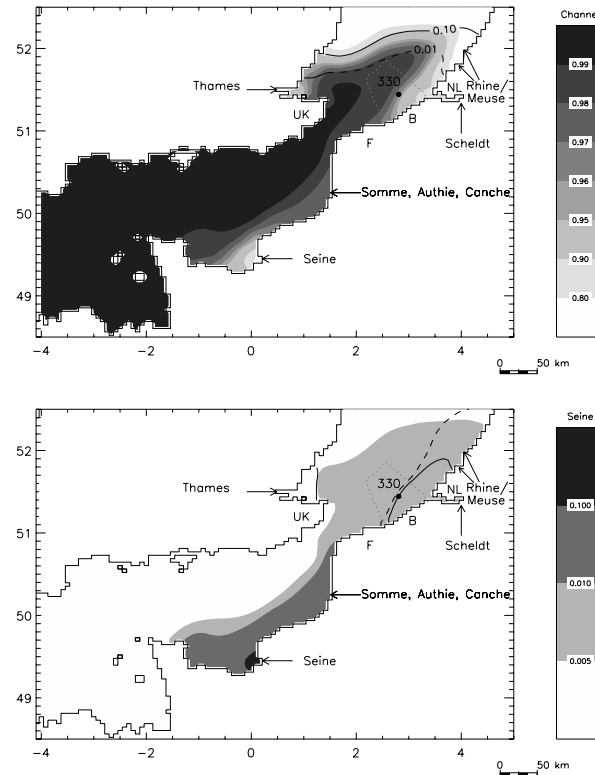 Channe
52
51
50
49
0.10
0.01
330
Thames
UK
NL
Rhine/
Meuse
B
F
Scheldt
Somme, Authie, Canche
Seine
0.99
0.98
0.97
0.96
0.95
0.90
0.80
−4
−2
0
2
4
0
50 km
Seine
52
51
50
49
330
Thames
UK
NL
Rhine/
Meuse
B
F
Scheldt
Somme, Authie, Canche
Seine
0.100
0.010
0.005
−4
−2
0
2
4
0
50 km